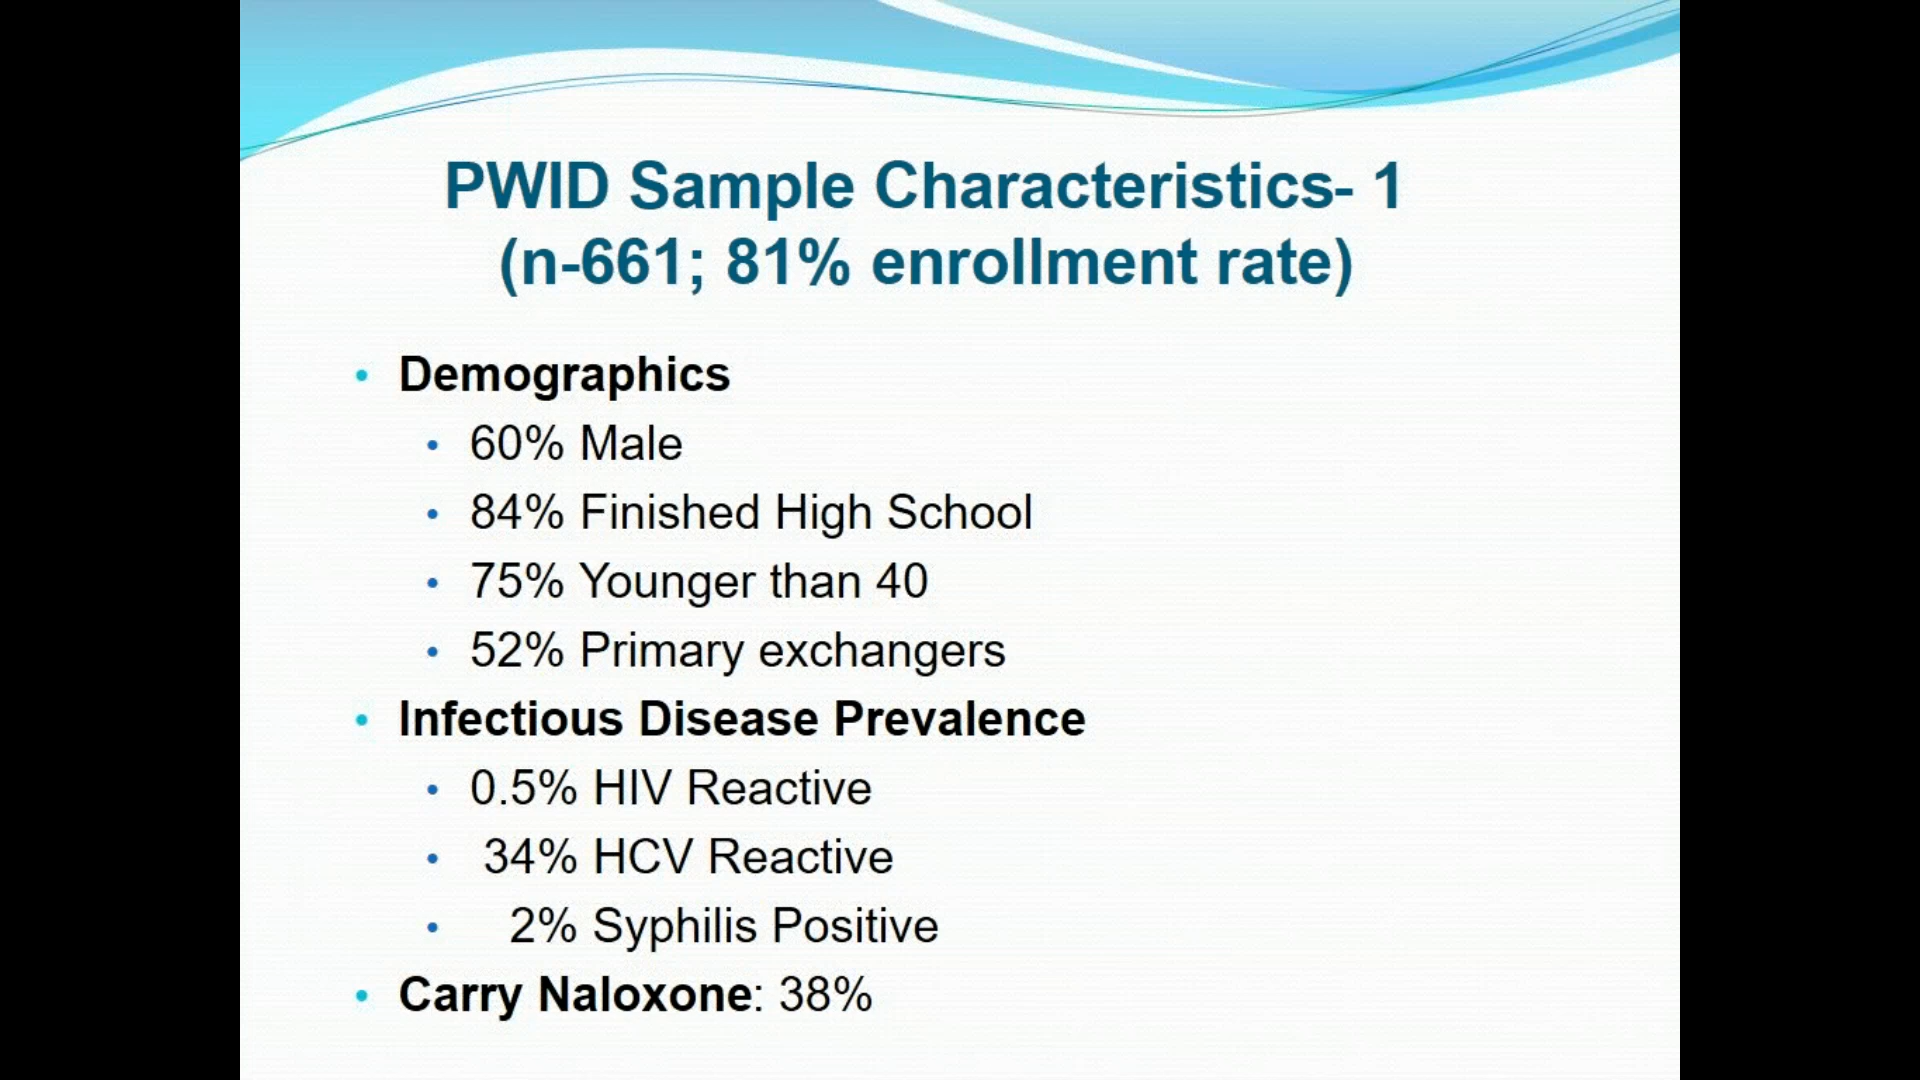 PWID Sample Characteristics- 1
(n-661; 81% enrollment rate)
• Demographics
• 60% Male
• 84% Finished High School
• 75% Younger than 40
• 52% Primary exchangers
• Infectious Disease Prevalence
• 0.5% HIV Reactive
• 34% HCV Reactive
• 2% Syphilis Positive
• Carry Naloxone: 38%